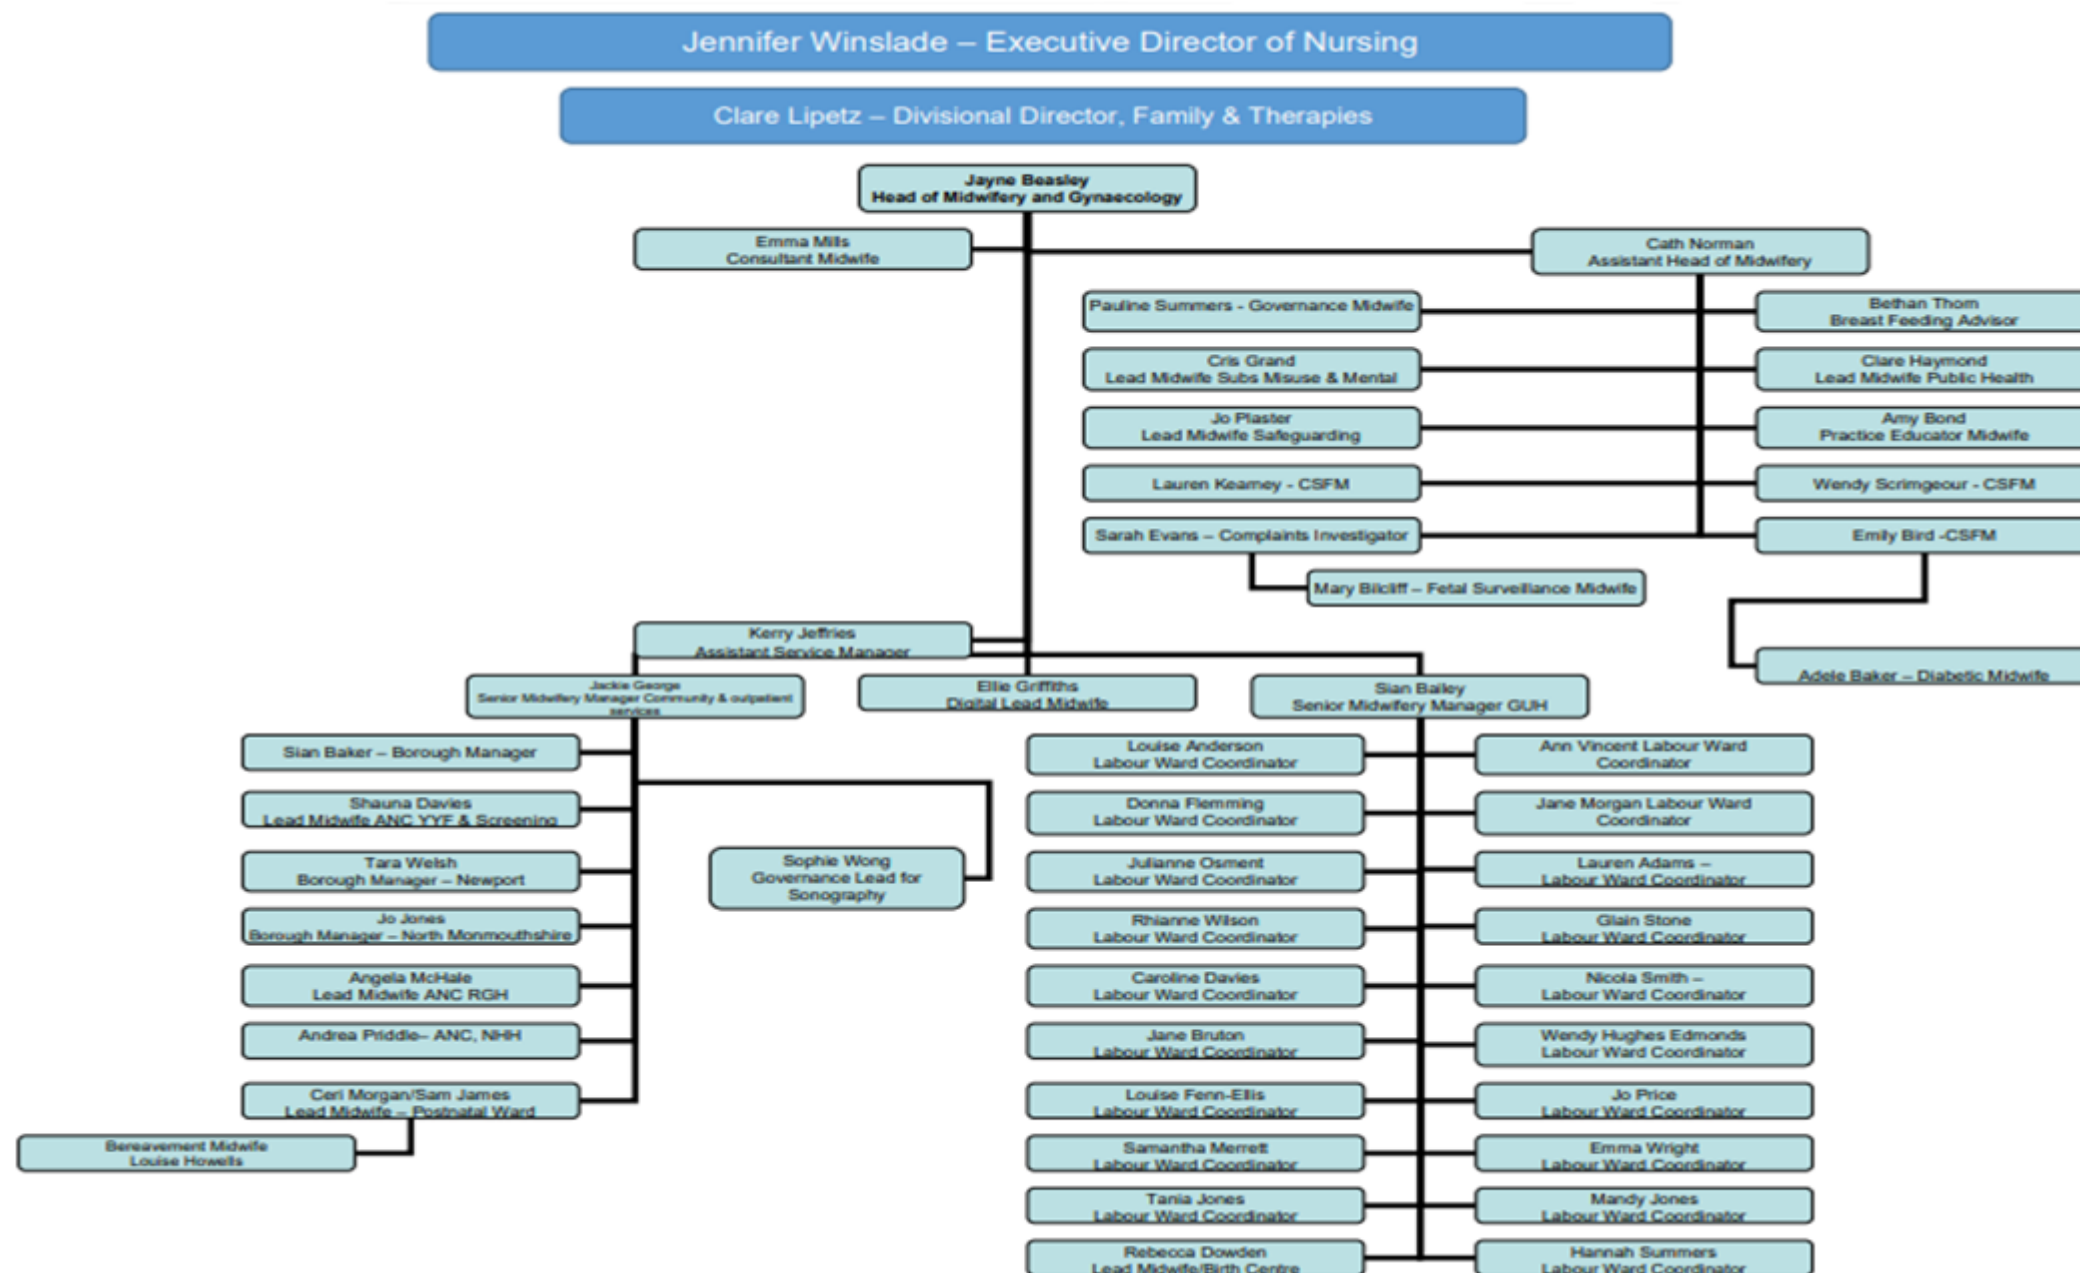 Jennifer Winslade – Executive Director of Nursing
Clare Lipetz – Divisional Director, Family & Therapies
Jayne Beasley
Head of Midwifery and Gynaecology
Emma Mills
Consultant Midwife
Cath Norman
Assistant Head of Midwifery
Pauline Summers - Governance Midwife
Bethan Thom
Breast Feeding Advisor
Cris Grand
Lead Midwife Subs Misuse & Mental
Clare Haymond
Lead Midwife Public Health
Jo Plaster
Lead Midwife Safeguarding
Amy Bond
Practice Educator Midwife
Lauren Kearney - CSFM
Wendy Scrimgeour - CSFM
Sarah Evans – Complaints Investigator
Emily Bird -CSFM
Mary Bilcliff – Fetal Surveillance Midwife
Adele Baker – Diabetic Midwife
Kerry Jeffries
Assistant Service Manager
Jackie George
Senior Midwifery Manager Community & outpatient
services
Ellie Griffiths
Digital Lead Midwife
Sian Bailey
Senior Midwifery Manager GUH
Sian Baker – Borough Manager
Shauna Davies
Lead Midwife ANC YYF & Screening
Tara Welsh
Borough Manager – Newport
Jo Jones
Borough Manager – North Monmouthshire
Angela McHale
Lead Midwife ANC RGH
Andrea Priddle– ANC, NHH
Ceri Morgan/Sam James
Lead Midwife – Postnatal Ward
Bereavement Midwife
Louise Howells
Sophie Wong
Governance Lead for
Sonography
Louise Anderson
Labour Ward Coordinator
Ann Vincent Labour Ward
Coordinator
Donna Flemming
Labour Ward Coordinator
Jane Morgan Labour Ward
Coordinator
Julianne Osment
Labour Ward Coordinator
Lauren Adams –
Labour Ward Coordinator
Rhianne Wilson
Labour Ward Coordinator
Glain Stone
Labour Ward Coordinator
Caroline Davies
Labour Ward Coordinator
Nicola Smith –
Labour Ward Coordinator
Jane Bruton
Labour Ward Coordinator
Wendy Hughes Edmonds
Labour Ward Coordinator
Louise Fenn-Ellis
Labour Ward Coordinator
Jo Price
Labour Ward Coordinator
Samantha Merrett
Labour Ward Coordinator
Emma Wright
Labour Ward Coordinator
Tania Jones
Labour Ward Coordinator
Mandy Jones
Labour Ward Coordinator
Rebecca Dowden
Lead Midwife/Birth Centre
Hannah Summers
Labour Ward Coordinator